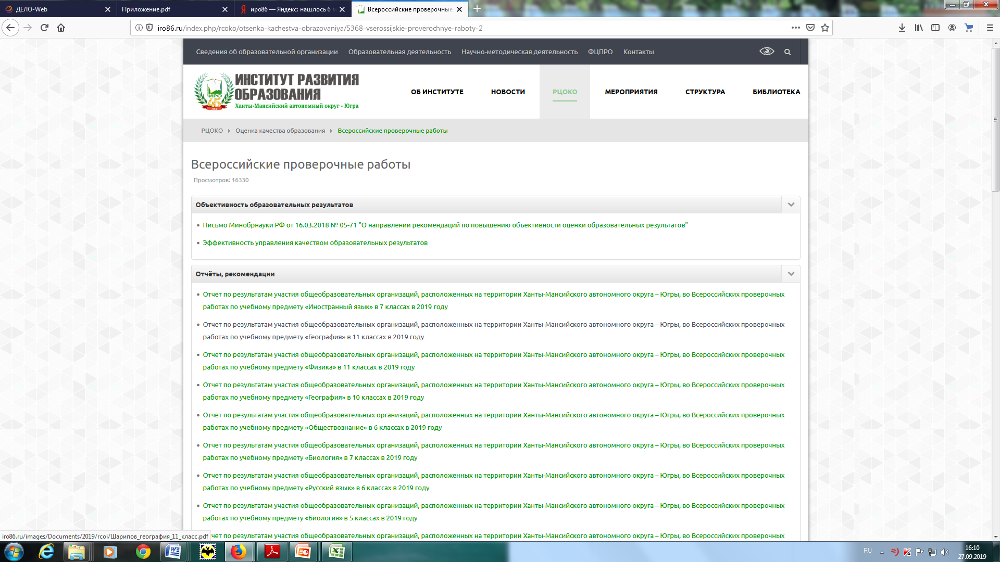 ДЕЛО-Web
Приложение.pdf
иро86 — Яндекс: нашлось 6 м
Всероссийские проверочные
iro86.ru/index.php/rcoko/otsenka-kachestva-obrazovaniya/5368-vserossijskie-proverochnye-raboty-2
Сведения об образовательной организации Образовательная деятельность Научно-методическая деятельность ФЦПРО Контакты
ИРО
45
ЛЕТ
ИНСТИТУТ РАЗВИТИЯ
ОБРАЗОВАНИЯ
Ханты-Мансийский автономный округ - Югра
ОБ ИНСТИТУТЕ НОВОСТИ РЦОКО МЕРОПРИЯТИЯ СТРУКТУРА БИБЛИОТЕКА
РЦОКО Оценка качества образования Всероссийские проверочные работы
Всероссийские проверочные работы
Просмотров: 16330
Объективность образовательных результатов
Письмо Минобрнауки РФ от 16.03.2018 № 05-71 "О направлении рекомендаций по повышению объективности оценки образовательных результатов"
Эффективность управления качеством образовательных результатов
Отчёты, рекомендации
Отчет по результатам участия общеобразовательных организаций, расположенных на территории Ханты-Мансийского автономного округа – Югры, во Всероссийских проверочных
работах по учебному предмету «Иностранный язык» в 7 классах в 2019 году
Отчет по результатам участия общеобразовательных организаций, расположенных на территории Ханты-Мансийского автономного округа – Югры, во Всероссийских проверочных
работах по учебному предмету «География» в 11 классах в 2019 году
Отчет по результатам участия общеобразовательных организаций, расположенных на территории Ханты-Мансийского автономного округа – Югры, во Всероссийских проверочных
работах по учебному предмету «Физика» в 11 классах в 2019 году
Отчет по результатам участия общеобразовательных организаций, расположенных на территории Ханты-Мансийского автономного округа – Югры, во Всероссийских проверочных
работах по учебному предмету «География» в 10 классах в 2019 году
Отчет по результатам участия общеобразовательных организаций, расположенных на территории Ханты-Мансийского автономного округа – Югры, во Всероссийских проверочных
работах по учебному предмету «Обществознание» в 6 классах в 2019 году
Отчет по результатам участия общеобразовательных организаций, расположенных на территории Ханты-Мансийского автономного округа – Югры, во Всероссийских проверочных
работах по учебному предмету «Биология» в 7 классах в 2019 году
Отчет по результатам участия общеобразовательных организаций, расположенных на территории Ханты-Мансийского автономного округа – Югры, во Всероссийских проверочных
работах по учебному предмету «Русский язык» в 6 классах в 2019 году
Отчет по результатам участия общеобразовательных организаций, расположенных на территории Ханты-Мансийского автономного округа – Югры, во Всероссийских проверочных
работах по учебному предмету «Биология» в 5 классах в 2019 году
чет по результатам участия общеобразовательных организаций, расположенных на территории Ханты-Мансийского автономного округа – Югры, во Всероссийских проверочных
iro86.ru/images/Documents/2019/rcoi/Шарипов_география_11_класс.pdf
RU
16:10
27.09.2019